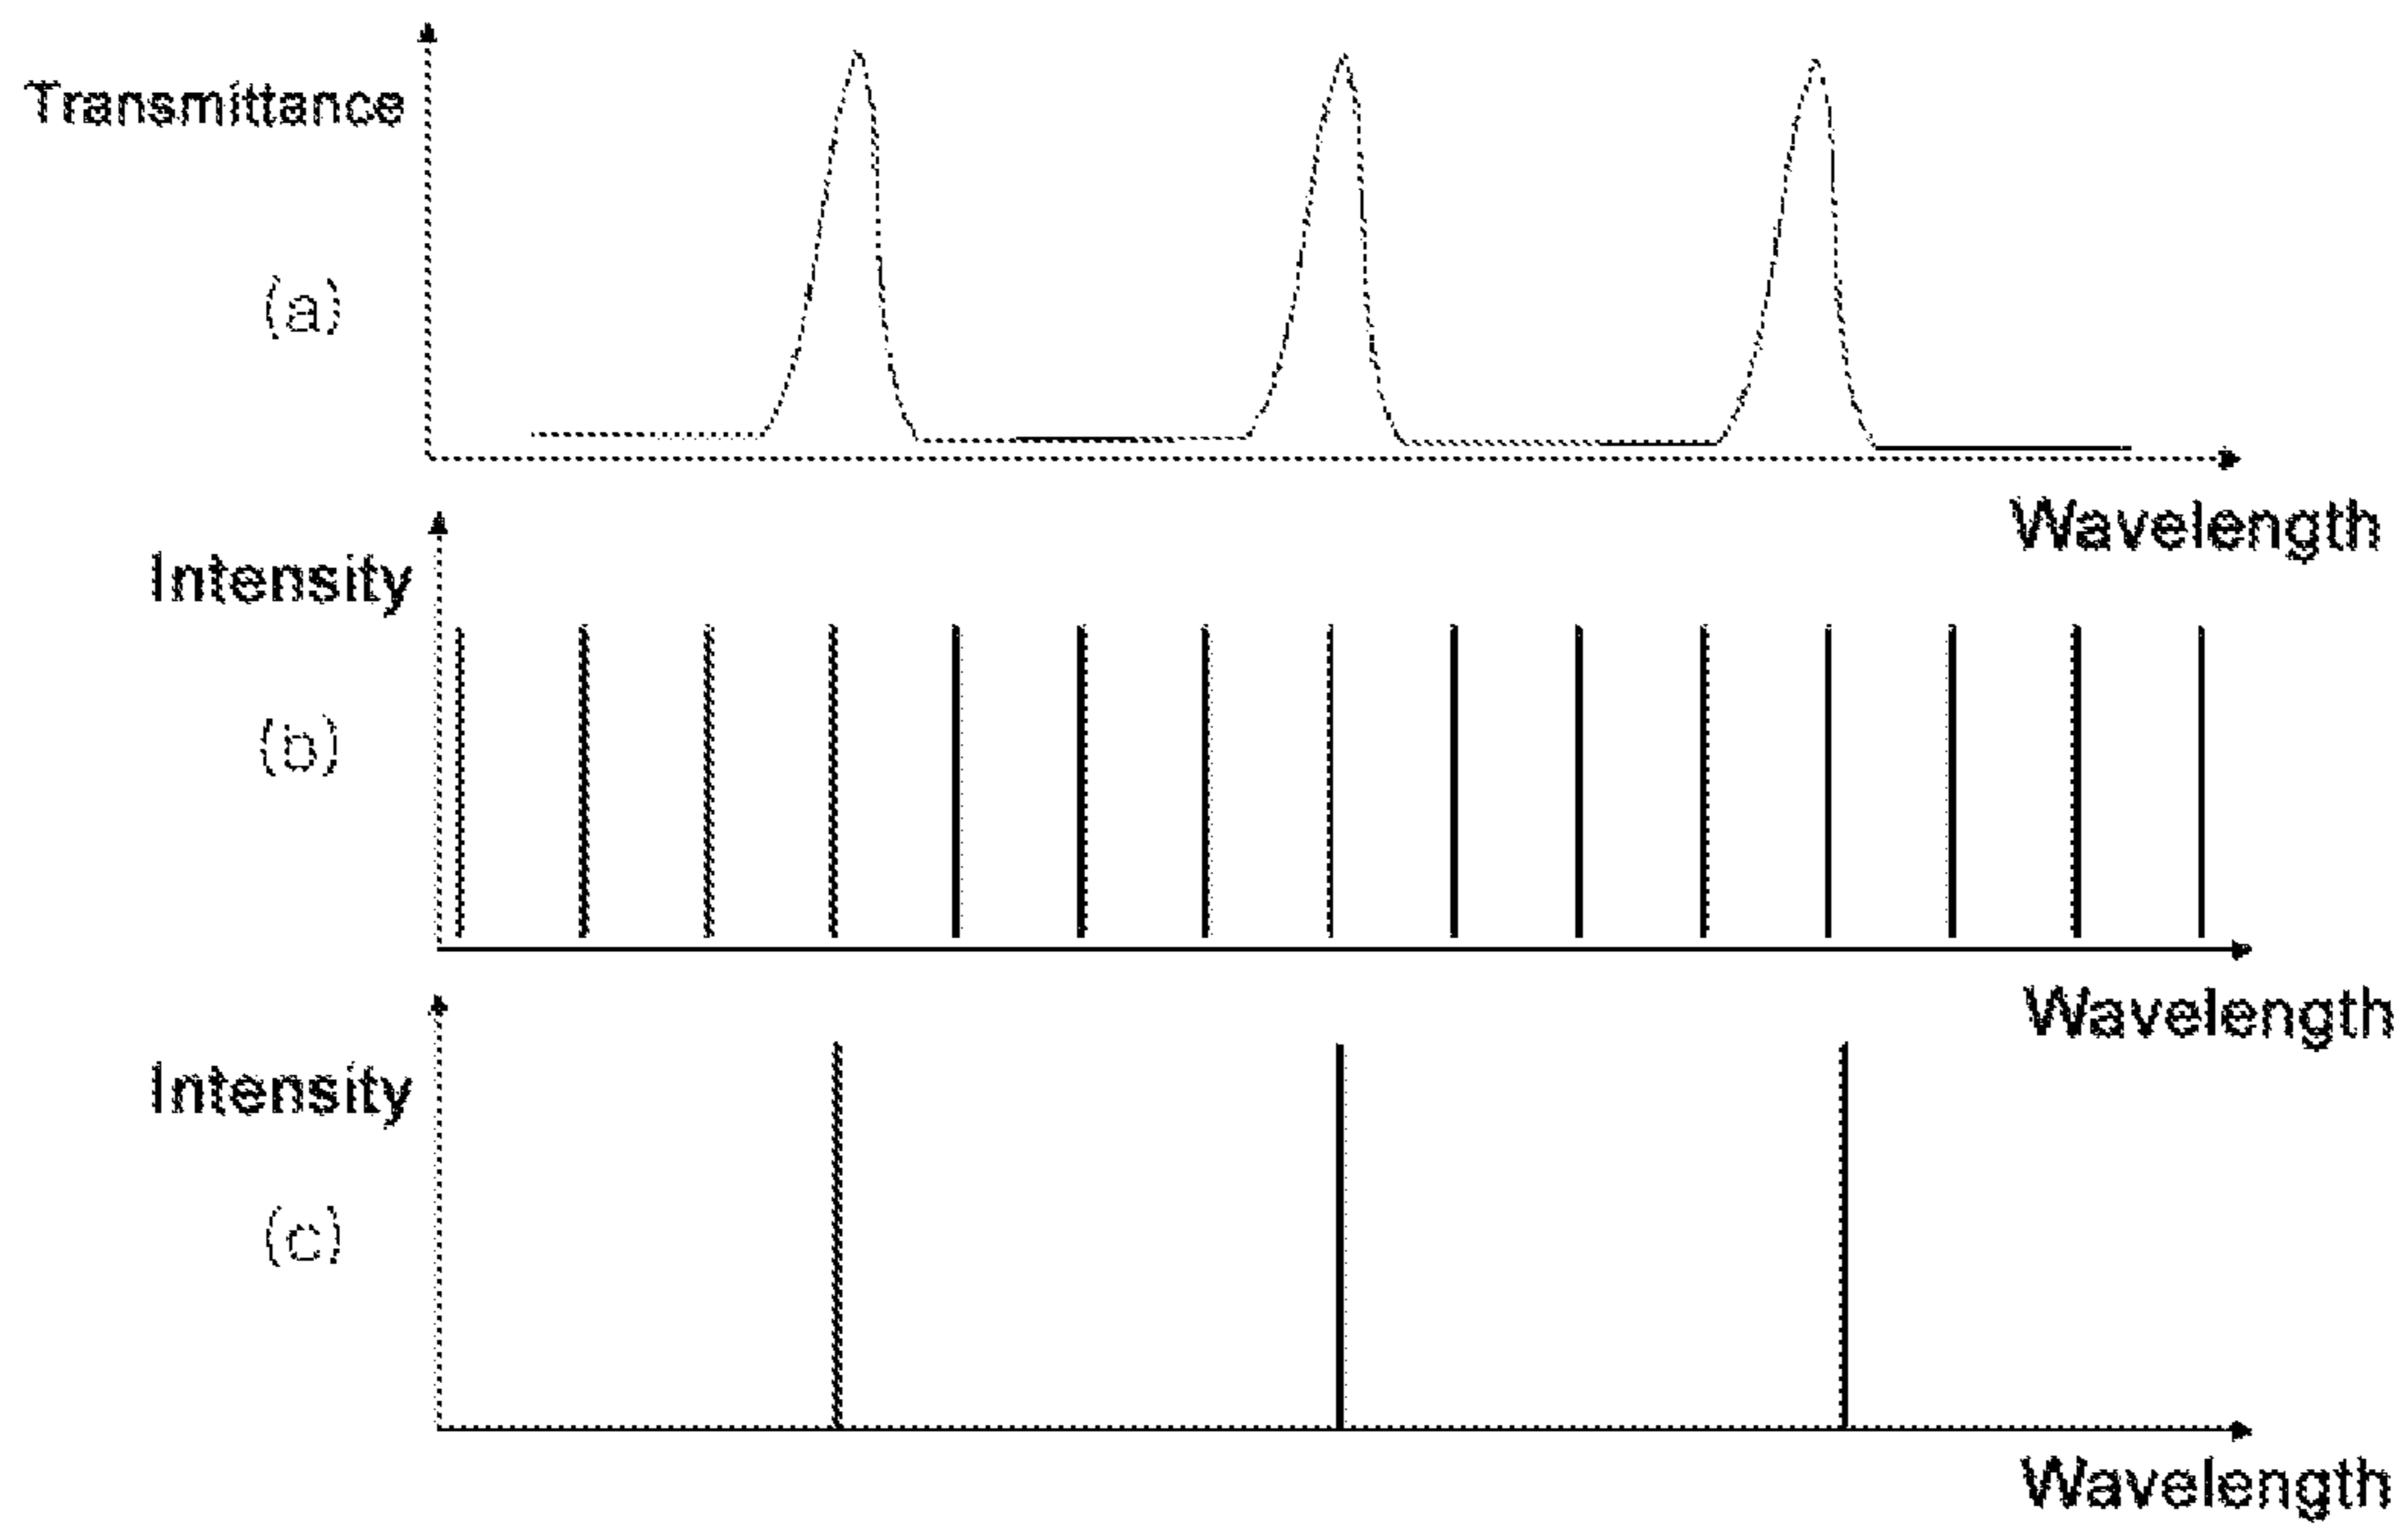 Transmittance
(a)
Wavelength
Intensity
(b)
Wavelength
Intensity
(c)
Wavelength